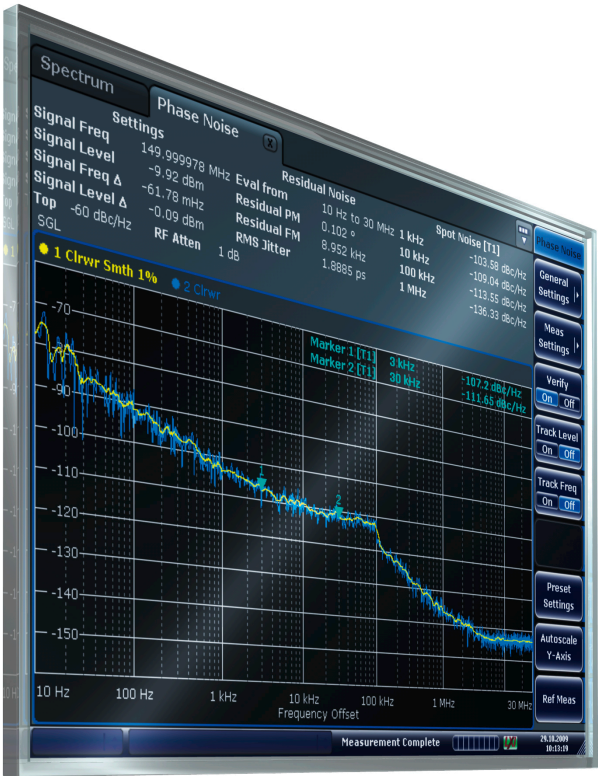 Spectrum
Phase Noise
X
Settings
Residual Noise
Spot Noise [T1]
Signal Freq 149.999978 MHz Eval from 10 Hz to 30 MHz 1 kHz -103.58 dBc/Hz
Signal Level -9.92 dBm Residual PM 0.102 ° 10 kHz -109.04 dBc/Hz
Signal Freq Δ -61.78 mHz Residual FM 8.952 kHz 100 kHz -113.55 dBc/Hz
Signal Level Δ -0.09 dBm RMS Jitter 1.8885 ps 1 MHz -136.33 dBc/Hz
Top -60 dBc/Hz RF Atten 1 dB
SGL
1 Clrwr Smth 1% 2 Clrwr
Marker 1 [T1] 3 kHz -107.2 dBc/Hz
Marker 2 [T1] 30 kHz -111.65 dBc/Hz
-70
-90
-100
-110
-120
-130
-140
-150
1
2
10 Hz 100 Hz 1 kHz 10 kHz 100 kHz 1 MHz 30 MHz
Frequency Offset
Measurement Complete
29.10.2009
10:13:19
Phase Noise
General
Settings
Meas
Settings
Verify
On Off
Track Level
On Off
Track Freq
On Off
Preset
Settings
Autoscale
Y-Axis
Ref Meas